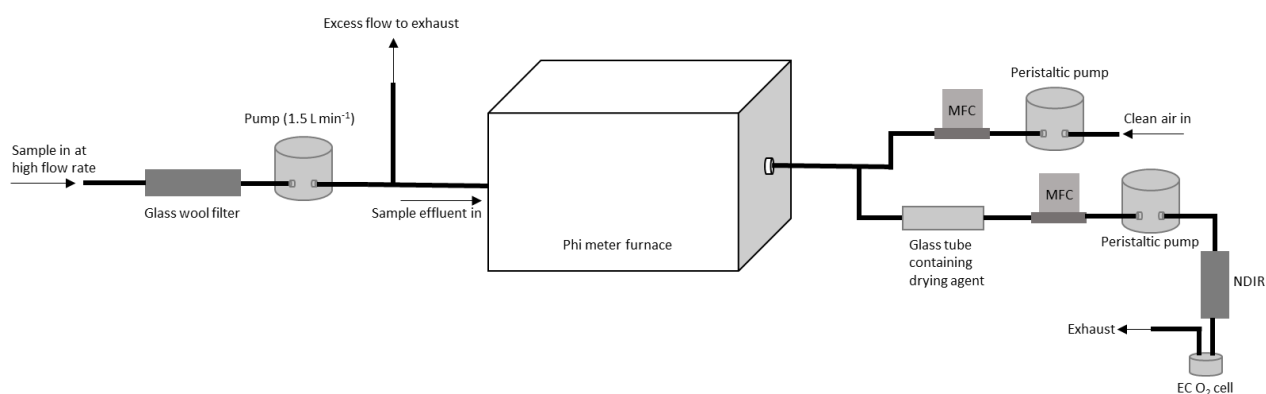 Excess flow to exhaust
Sample in at
high flow rate
Glass wool filter
Pump (1.5 L min⁻¹)
Sample effluent in
Phi meter furnace
MFC
Peristaltic pump
Clean air in
MFC
Peristaltic pump
Glass tube
containing
drying agent
NDIR
Exhaust
EC O₂ cell